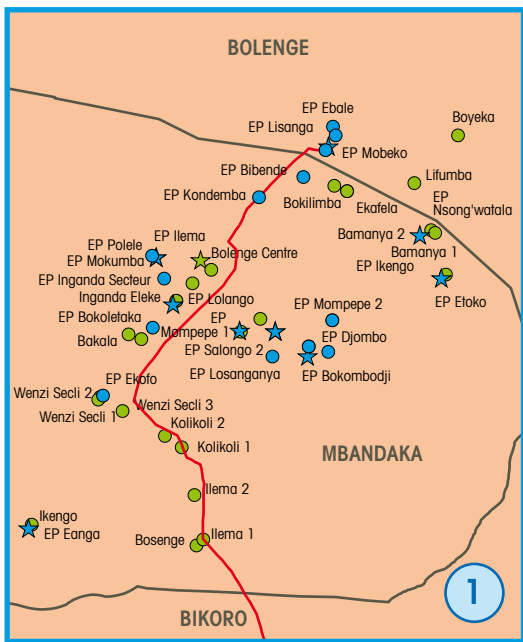 BOLENGE
EP Ebale
Boyeka
EP Lisanga
EP Mobeko
EP Bibende
Lifumba
EP Kondemba
EP
Nsong'watala
Bokilimba
Ekafela
Bamanya 2
EP Ilema
EP Polele
Bolenge Centre
Bamanya 1
EP Mokumba
EP Ikengo
EP Inganda Secteur
Inganda Eleke
EP Lolango
EP Etoko
EP Mompepe 2
EP Bokoletaka
Mompepe 1
EP
EP Djombo
Bakala
EP Salongo 2
EP Losanganya
EP Bokombodji
EP Ekofo
Wenzi Secli 2
Wenzi Secli 3
Wenzi Secli 1
Kolikoli 2
Kolikoli 1
MBANDAKA
Ilema 2
Ikengo
EP Eanga
Ilema 1
Bosenge
1
BIKORO